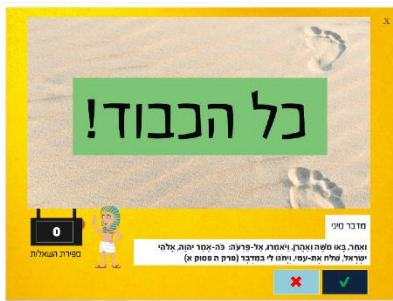 X
כל הכבוד!
מדבר סיני
ואחר, באו משה ואהרן, ויאמרו, אל-פרעה: כה-אמר יהוה, אלהי
ישראל, שלח את-עמי, ויחגו לי במדבר (פרק ה פסוק א)
0
ספירת השאלות